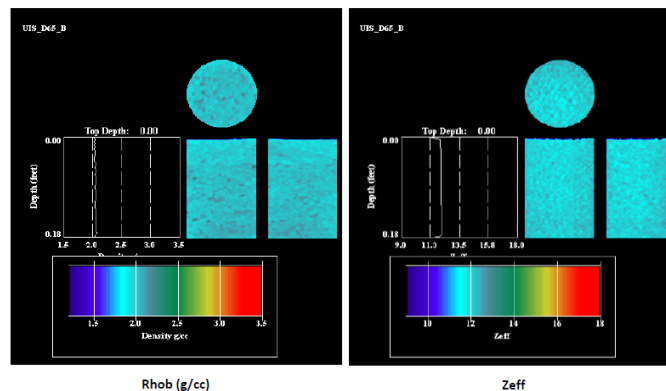 UIS_D65_B
Top Depth: 0.00
0.00
Depth (feet)
0.18
1.5 2.0 2.5 3.0 3.5
1.5 2.0 2.5 3.0 3.5
Density g/cc
Rhob (g/cc)
UIS_D65_B
Top Depth: 0.00
0.00
Depth (feet)
0.18
9.0 11.3 13.5 15.8 18.0
10 12 14 16 18
Zeff
Zeff